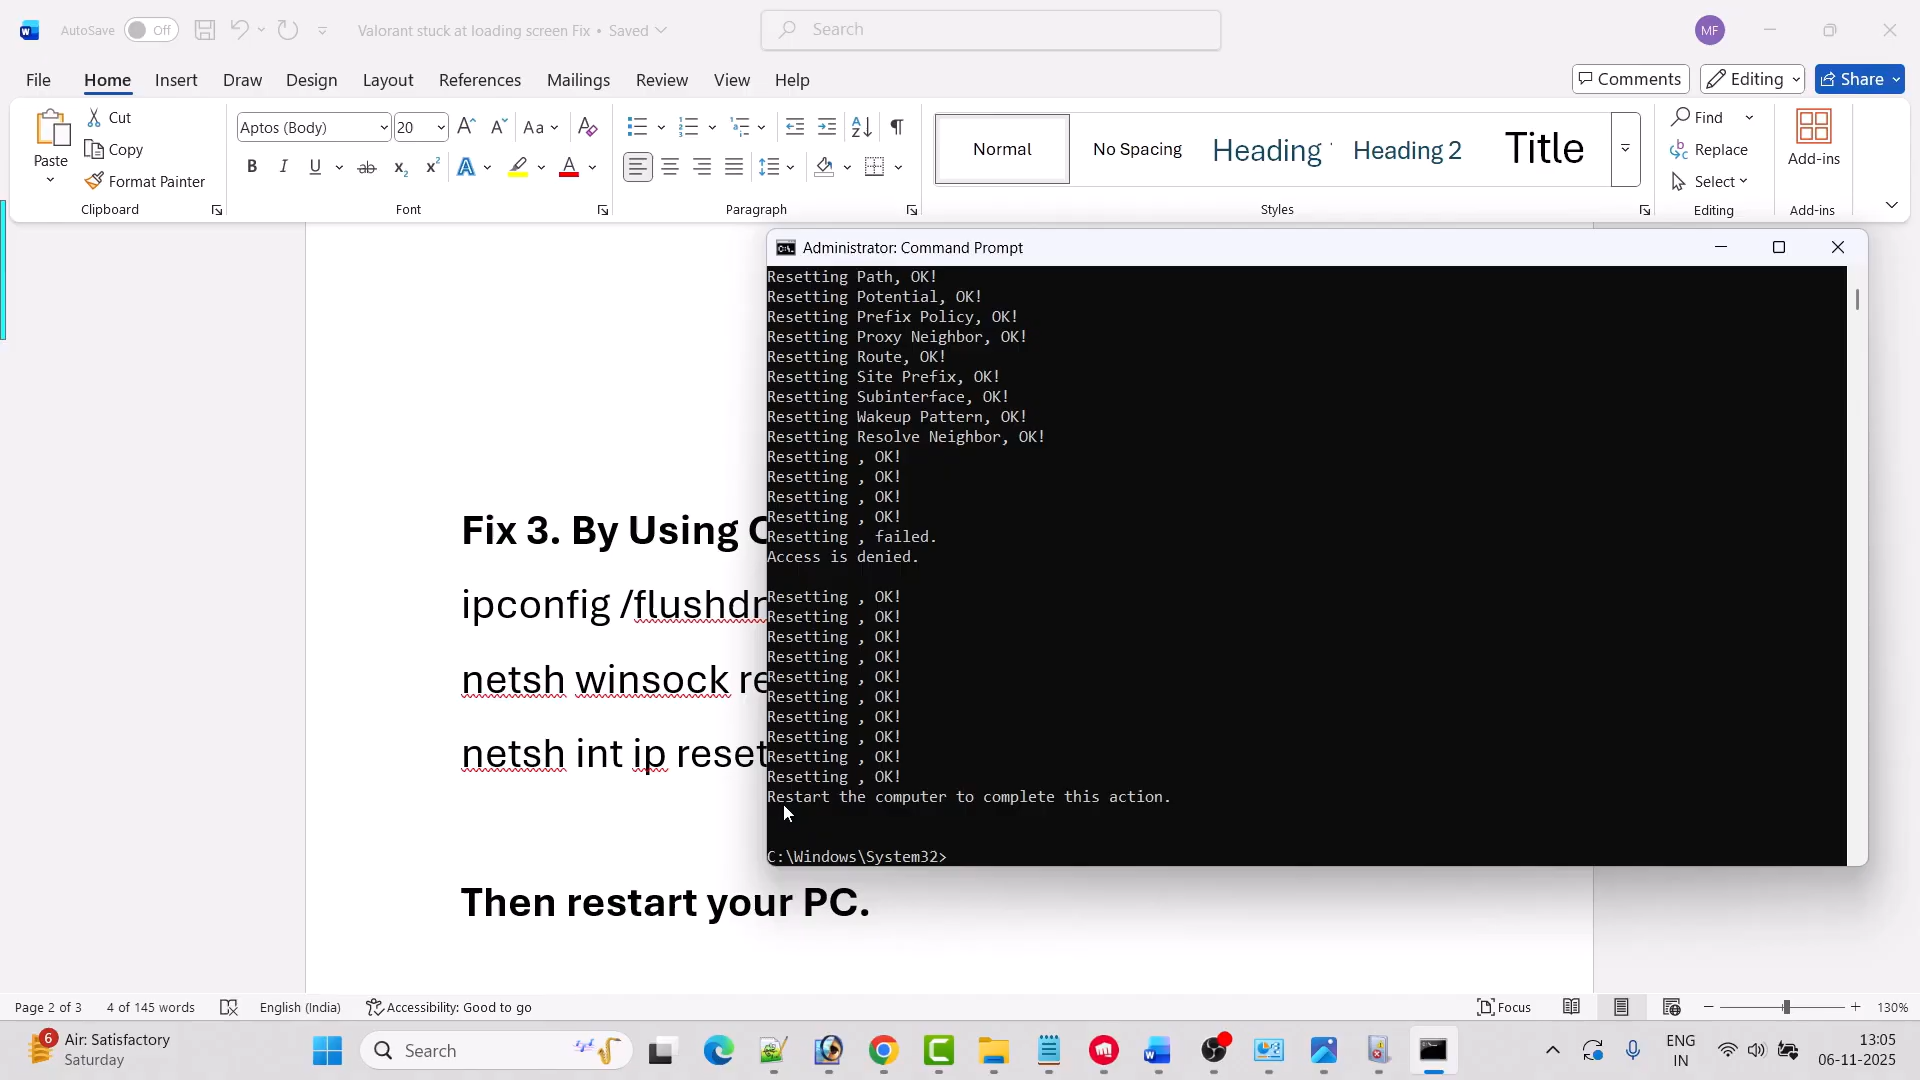 AutoSave Off Valorant stuck at loading screen Fix • Saved Search MF
File Home Insert Draw Design Layout References Mailings Review View Help Comments Editing Share
Paste Cut Copy Format Painter
Clipboard
Aptos (Body) 20
Font
Paragraph
Normal No Spacing Heading Heading 2 Title
Styles
Find Replace Select
Editing
Add-ins
Add-ins
Administrator: Command Prompt
Resetting Path, OK!
Resetting Potential, OK!
Resetting Prefix Policy, OK!
Resetting Proxy Neighbor, OK!
Resetting Route, OK!
Resetting Site Prefix, OK!
Resetting Subinterface, OK!
Resetting Wakeup Pattern, OK!
Resetting Resolve Neighbor, OK!
Resetting , OK!
Resetting , OK!
Resetting , OK!
Resetting , OK!
Resetting , failed.
Access is denied.
Resetting , OK!
Resetting , OK!
Resetting , OK!
Resetting , OK!
Resetting , OK!
Resetting , OK!
Resetting , OK!
Resetting , OK!
Resetting , OK!
Resetting , OK!
Restart the computer to complete this action.
C:\Windows\System32>
Fix 3. By Using C
ipconfig /flushdn
netsh winsock re
netsh int ip reset
Then restart your PC.
Page 2 of 3 4 of 145 words English (India) Accessibility: Good to go Focus 130%
6 Air: Satisfactory
Saturday
Search
ENG
IN
13:05
06-11-2025